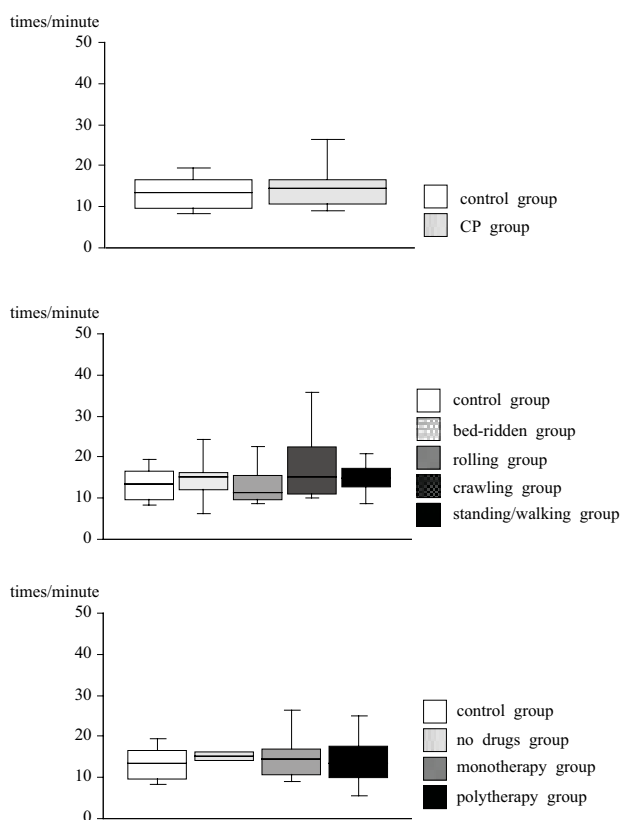 times/minute
50
40
30
20
10
0
control group
CP group
times/minute
50
40
30
20
10
0
control group
bed-ridden group
rolling group
crawling group
standing/walking group
times/minute
50
40
30
20
10
0
control group
no drugs group
monotherapy group
polytherapy group